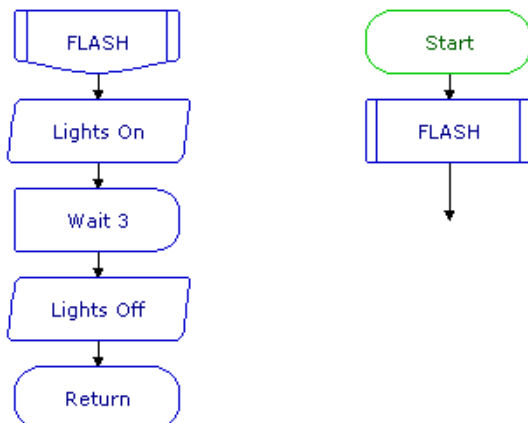 FLASH
Lights On
Wait 3
Lights Off
Return
Start
FLASH